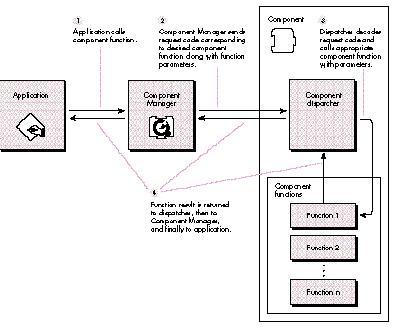 1
Application calls
component function.
2
Component Manager sends
request code corresponding
to desired component
function along with function
parameters.
Component
3
Dispatcher decodes
request code and
calls appropriate
component function
with parameters.
Application
Component
Manager
Component
dispatcher
4
Function result is returned
to dispatcher, then to
Component Manager,
and finally to application.
Component
functions
Function 1
Function 2
Function n